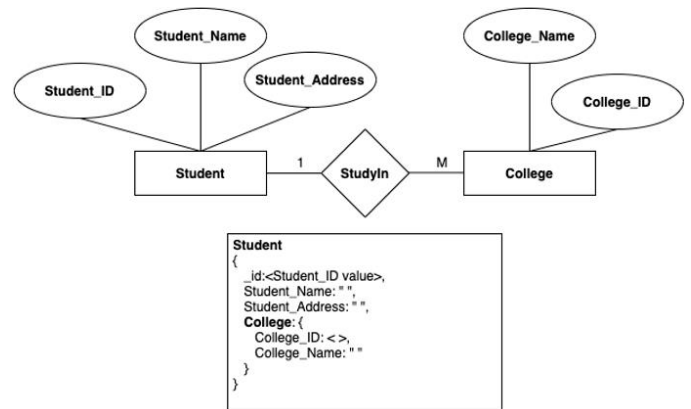 Student_Name
College_Name
Student_ID
Student_Address
College_ID
Student
1
StudyIn
M
College
Student
{
_id:<Student_ID value>,
Student_Name: " ",
Student_Address: " ",
College: {
College_ID: < >,
College_Name: " "
}
}